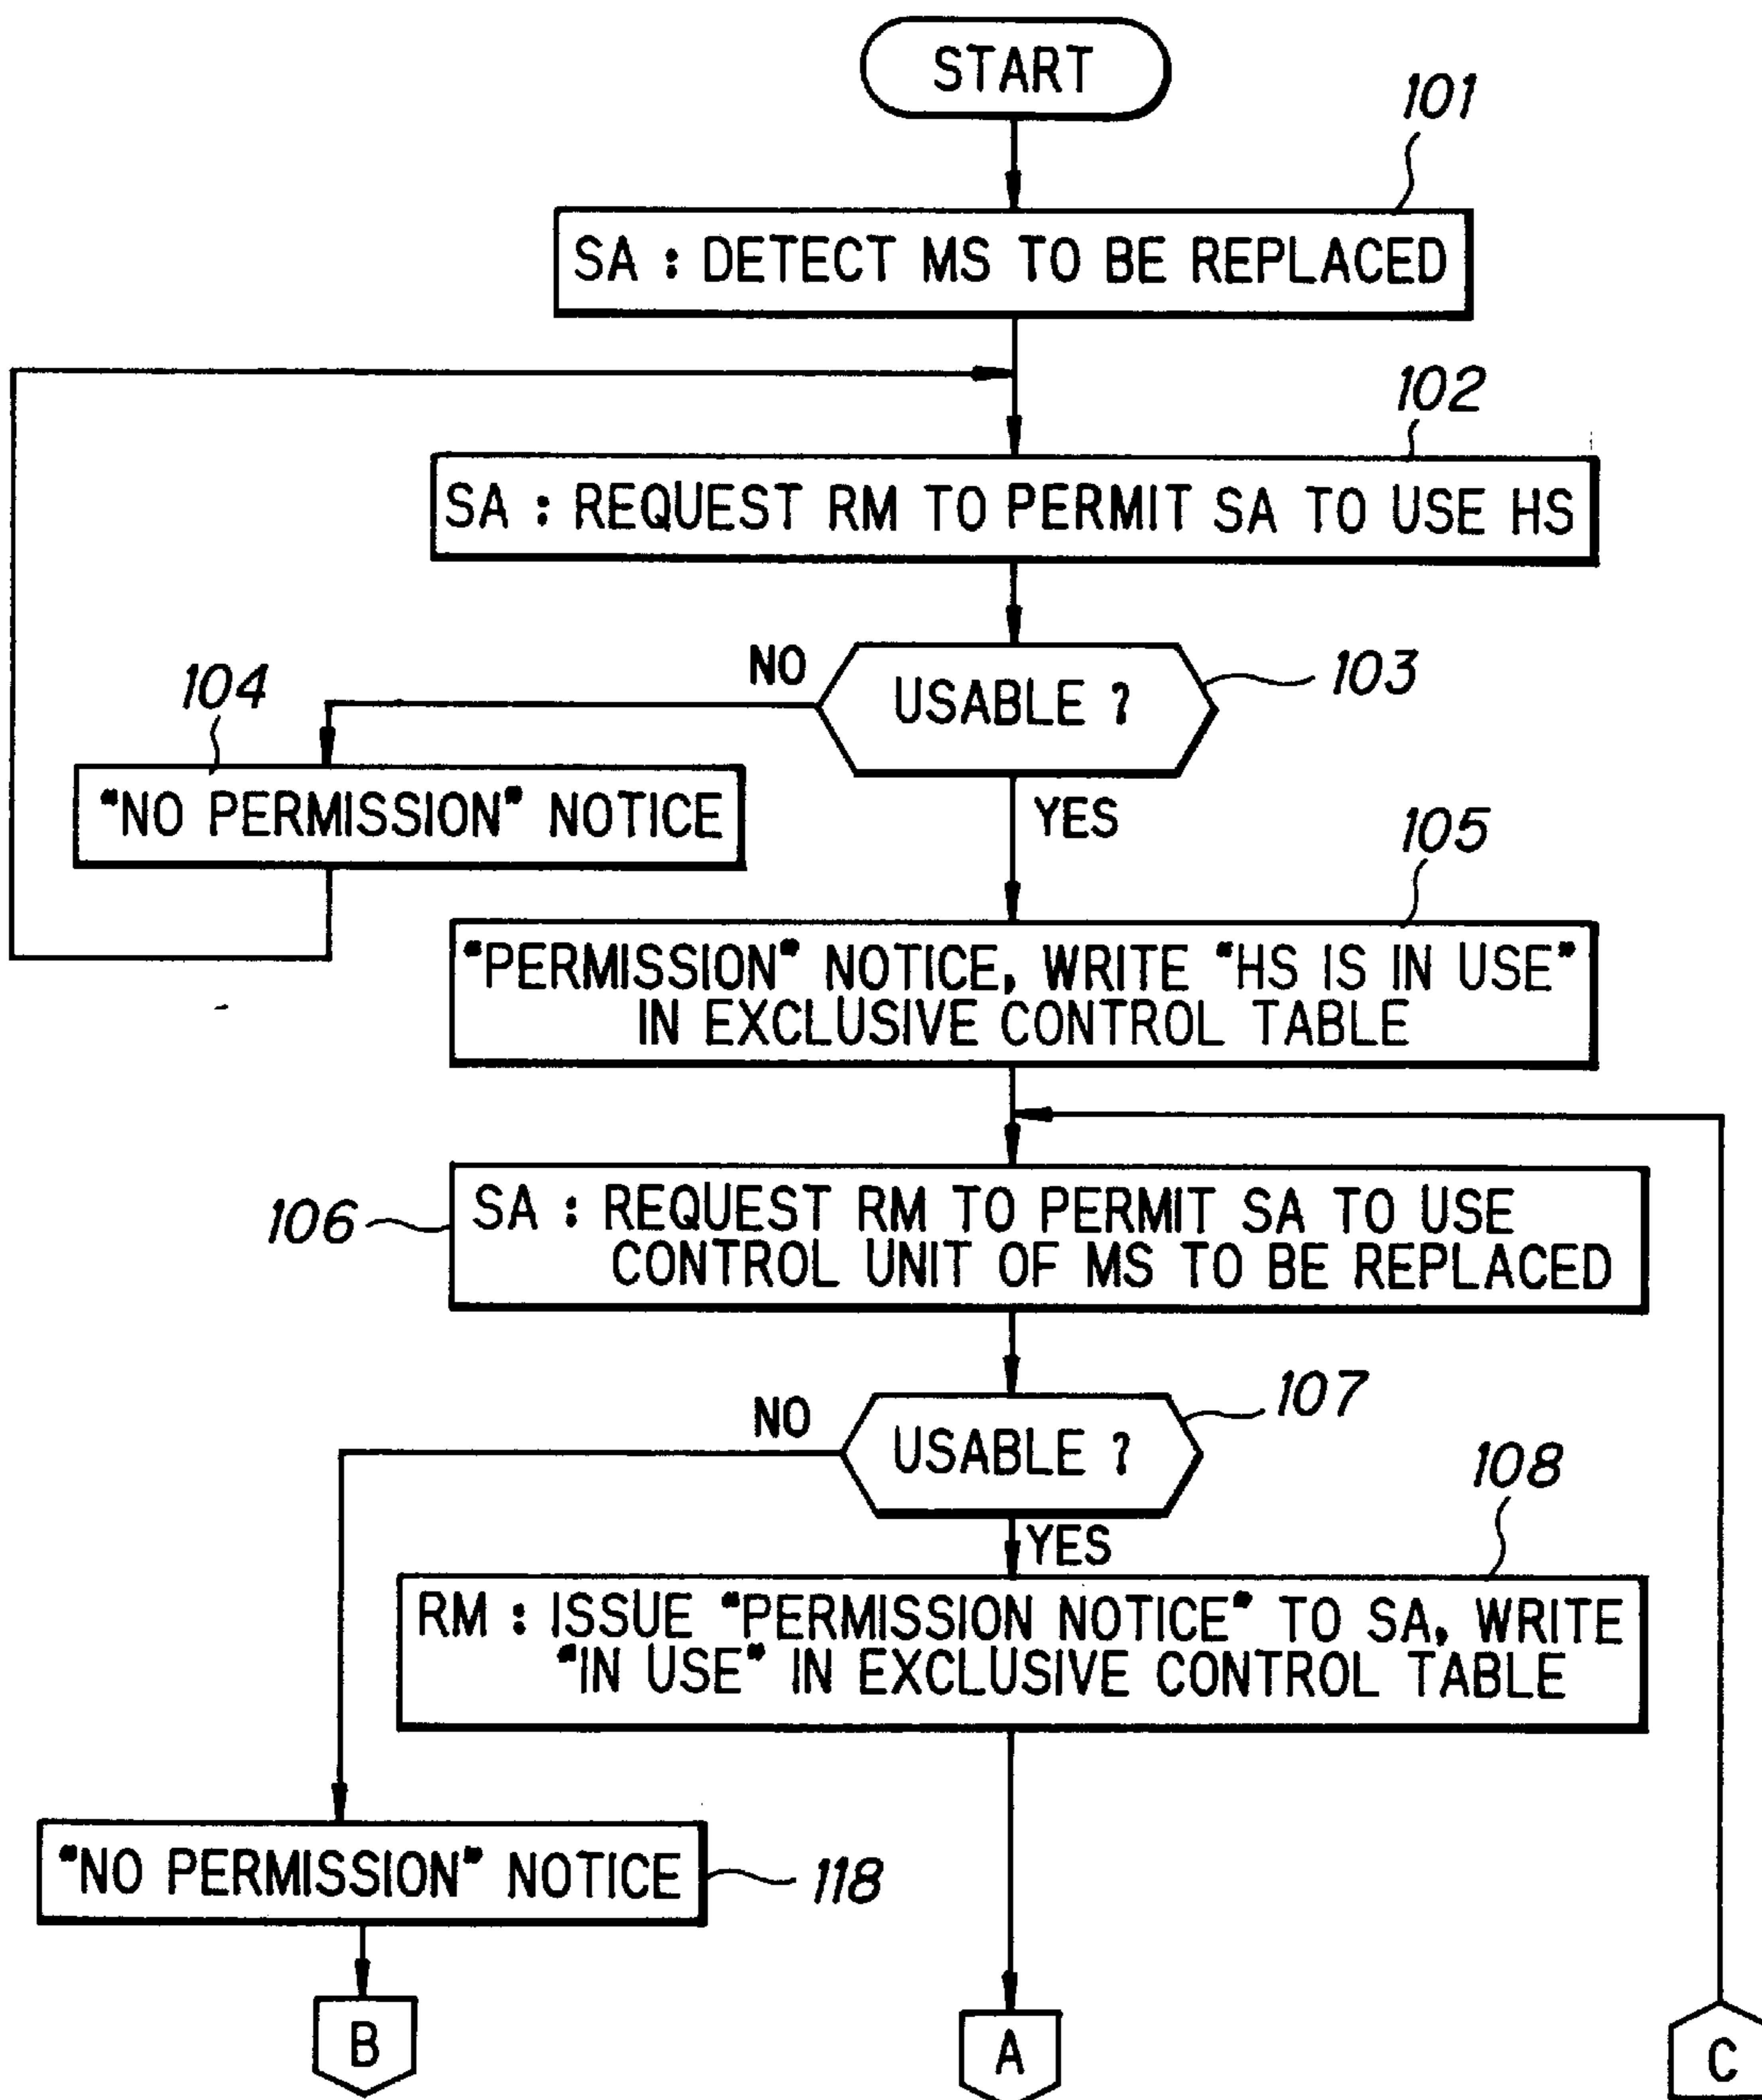 START
101
SA : DETECT MS TO BE REPLACED
102
SA : REQUEST RM TO PERMIT SA TO USE HS
103
NO
USABLE ?
104
"NO PERMISSION" NOTICE
YES
105
"PERMISSION" NOTICE, WRITE "HS IS IN USE"
IN EXCLUSIVE CONTROL TABLE
106
SA : REQUEST RM TO PERMIT SA TO USE
CONTROL UNIT OF MS TO BE REPLACED
107
NO
USABLE ?
108
YES
RM : ISSUE "PERMISSION NOTICE" TO SA, WRITE
"IN USE" IN EXCLUSIVE CONTROL TABLE
"NO PERMISSION" NOTICE
118
B
A
C